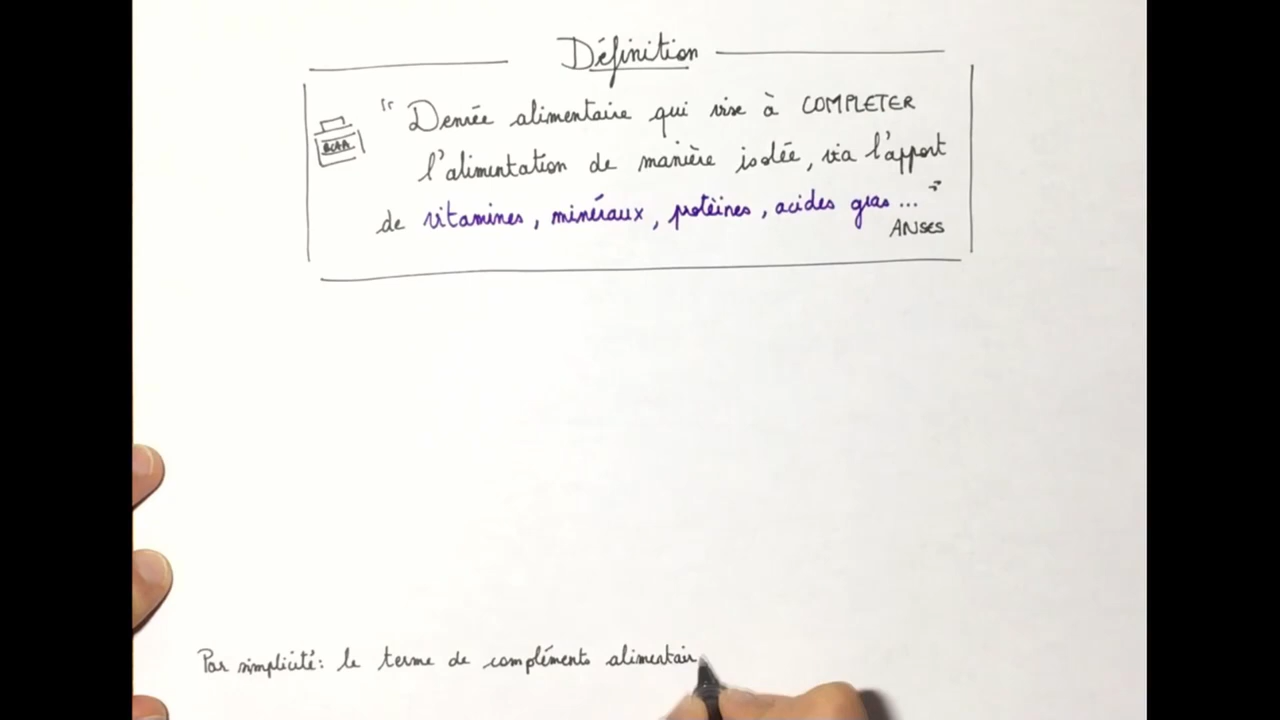 Définition
" Denrée alimentaire qui vise à COMPLETER
BCAA
l'alimentation de manière isolée, via l'apport
de vitamines, minéraux, protéines, acides gras... "
ANSES
Par simplicité: le terme de compléments alimentair